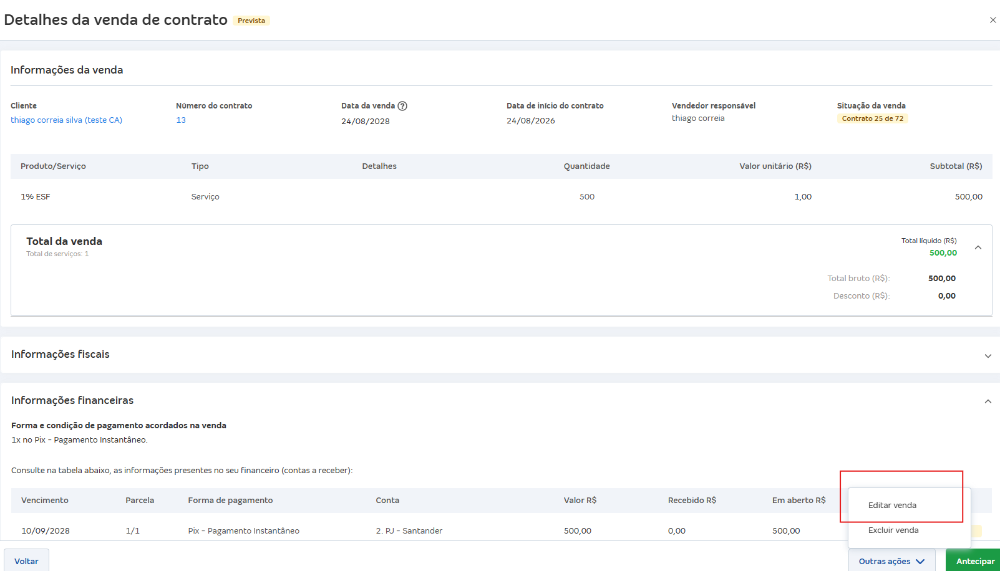 Detalhes da venda de contrato Prevista
Informações da venda
Cliente Número do contrato Data da venda ? Data de início do contrato Vendedor responsável Situação da venda
thiago correia silva (teste CA) 13 24/08/2028 24/08/2026 thiago correia Contrato 25 de 72
Produto/Serviço Tipo Detalhes Quantidade Valor unitário (R$) Subtotal (R$)
1% ESF Serviço 500 1,00 500,00
Total da venda Total líquido (R$)
Total de serviços: 1 500,00
Total bruto (R$): 500,00
Desconto (R$): 0,00
Informações fiscais
Informações financeiras
Forma e condição de pagamento acordados na venda
1x no Pix - Pagamento Instantâneo.
Consulte na tabela abaixo, as informações presentes no seu financeiro (contas a receber):
Vencimento Parcela Forma de pagamento Conta Valor R$ Recebido R$ Em aberto R$ Editar venda
10/09/2028 1/1 Pix - Pagamento Instantâneo 2. PJ - Santander 500,00 0,00 500,00 Excluir venda
Voltar Outras ações Antecipar